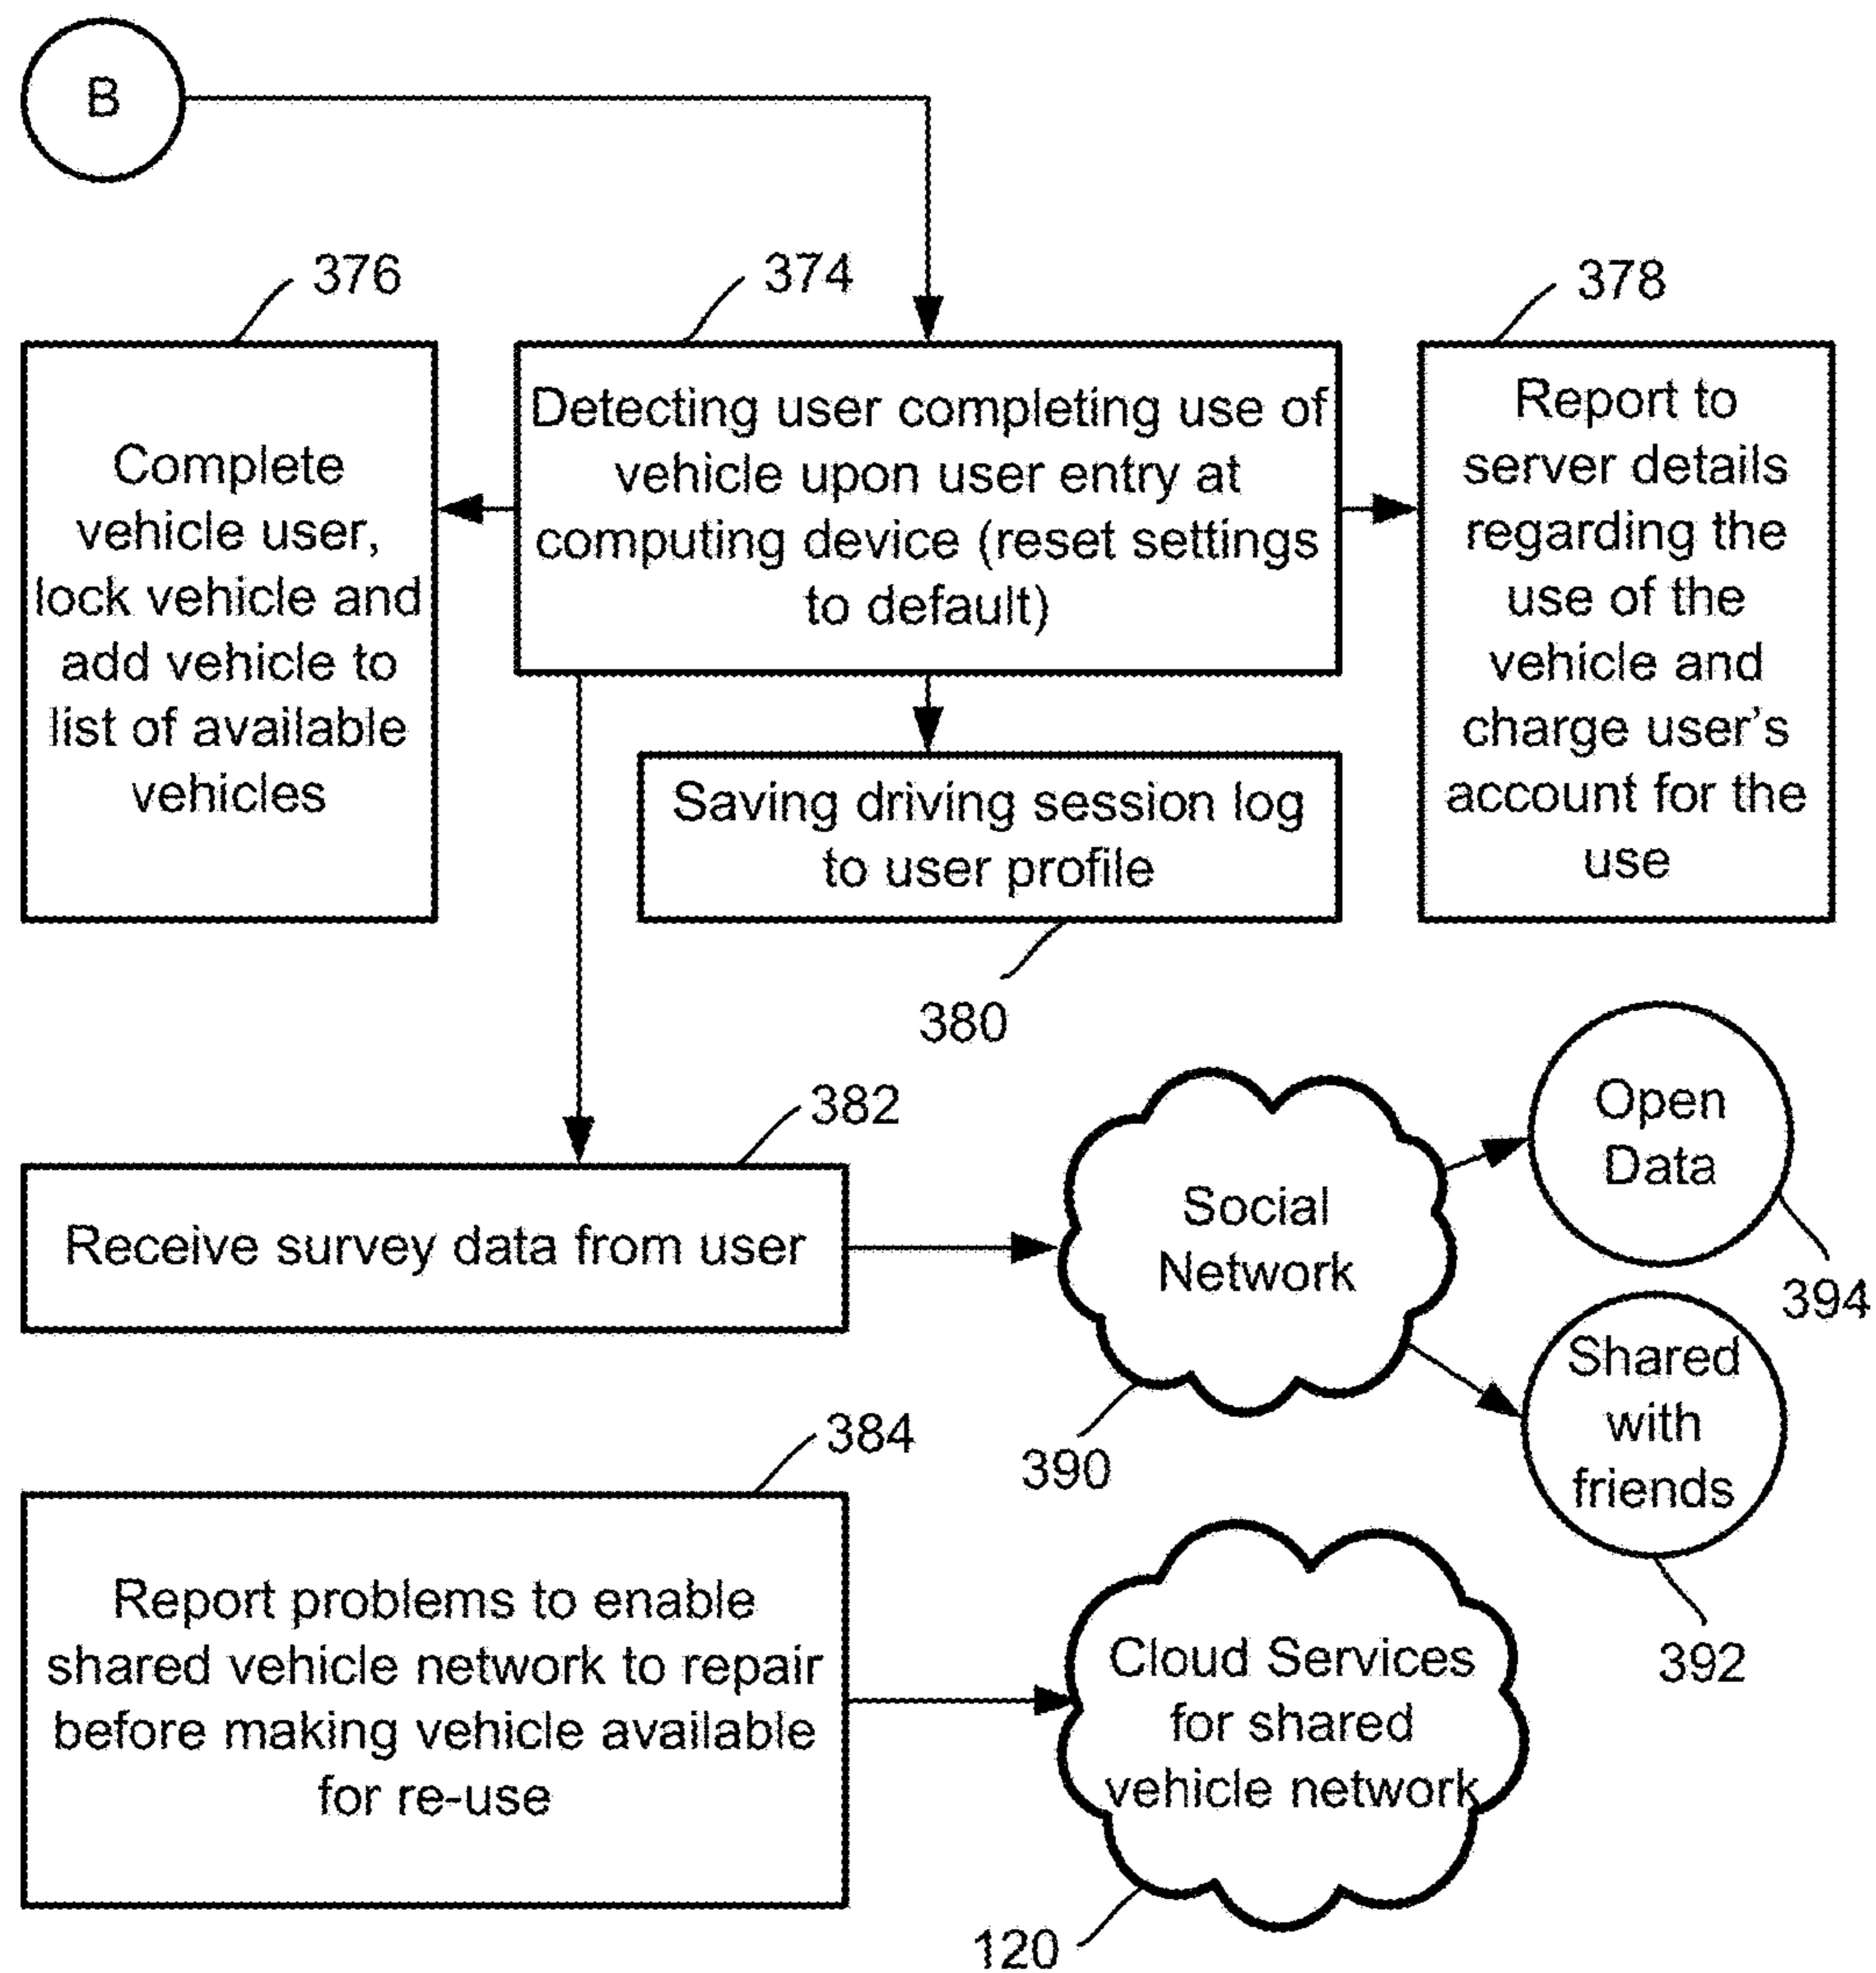 B
376
374
378
Complete
vehicle user,
lock vehicle and
add vehicle to
list of available
vehicles
Detecting user completing use of
vehicle upon user entry at
computing device (reset settings
to default)
Report to
server details
regarding the
use of the
vehicle and
charge user's
account for the
use
Saving driving session log
to user profile
380
382
Receive survey data from user
Social
Network
390
Open
Data
394
Shared
with
friends
392
384
Report problems to enable
shared vehicle network to repair
before making vehicle available
for re-use
Cloud Services
for shared
vehicle network
120